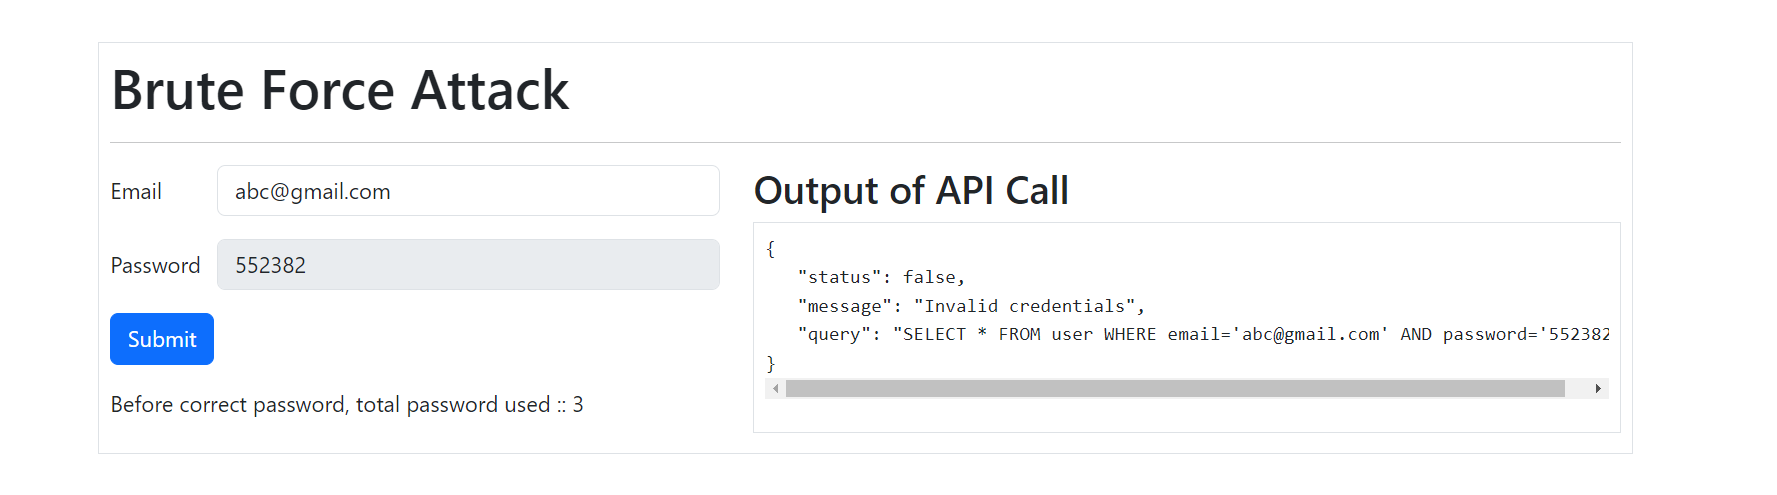 Brute Force Attack
Email
abc@gmail.com
Password
552382
Submit
Before correct password, total password used :: 3
Output of API Call
{
"status": false,
"message": "Invalid credentials",
"query": "SELECT * FROM user WHERE email='abc@gmail.com' AND password='552382
}